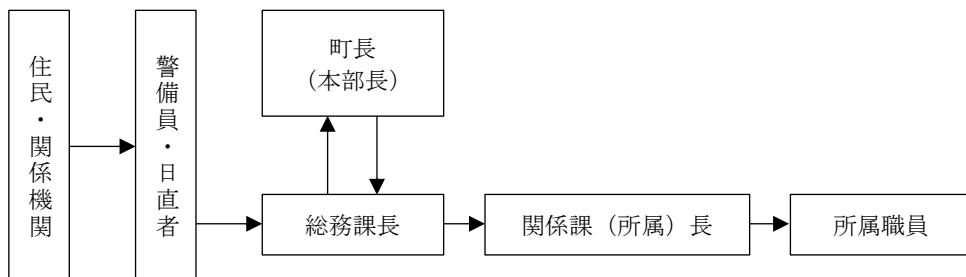 住民・関係機関
警備員・日直者
町長
（本部長）
総務課長
関係課（所属）長
所属職員